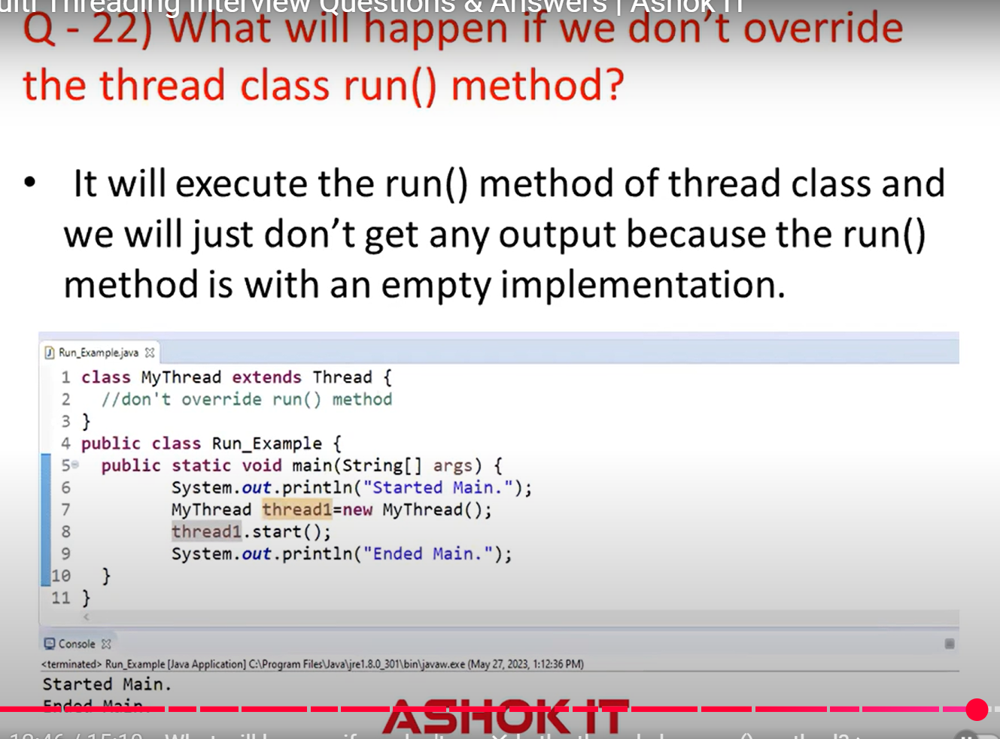 Threading Interview Questions & Answers | Ashok IT
Q - 22) What will happen if we don't override
the thread class run() method?
• It will execute the run() method of thread class and
we will just don't get any output because the run()
method is with an empty implementation.
Run_Example.java
1 class MyThread extends Thread {
2 //don't override run() method
3 }
4 public class Run_Example {
5 public static void main(String[] args) {
6 System.out.println("Started Main.");
7 MyThread thread1=new MyThread();
8 thread1.start();
9 System.out.println("Ended Main.");
10 }
11 }
Console
<terminated> Run_Example [Java Application] C:\Program Files\Java\jre1.8.0_301\bin\javaw.exe (May 27, 2023, 1:12:36 PM)
Started Main.
Ended Main.
ASHOK IT